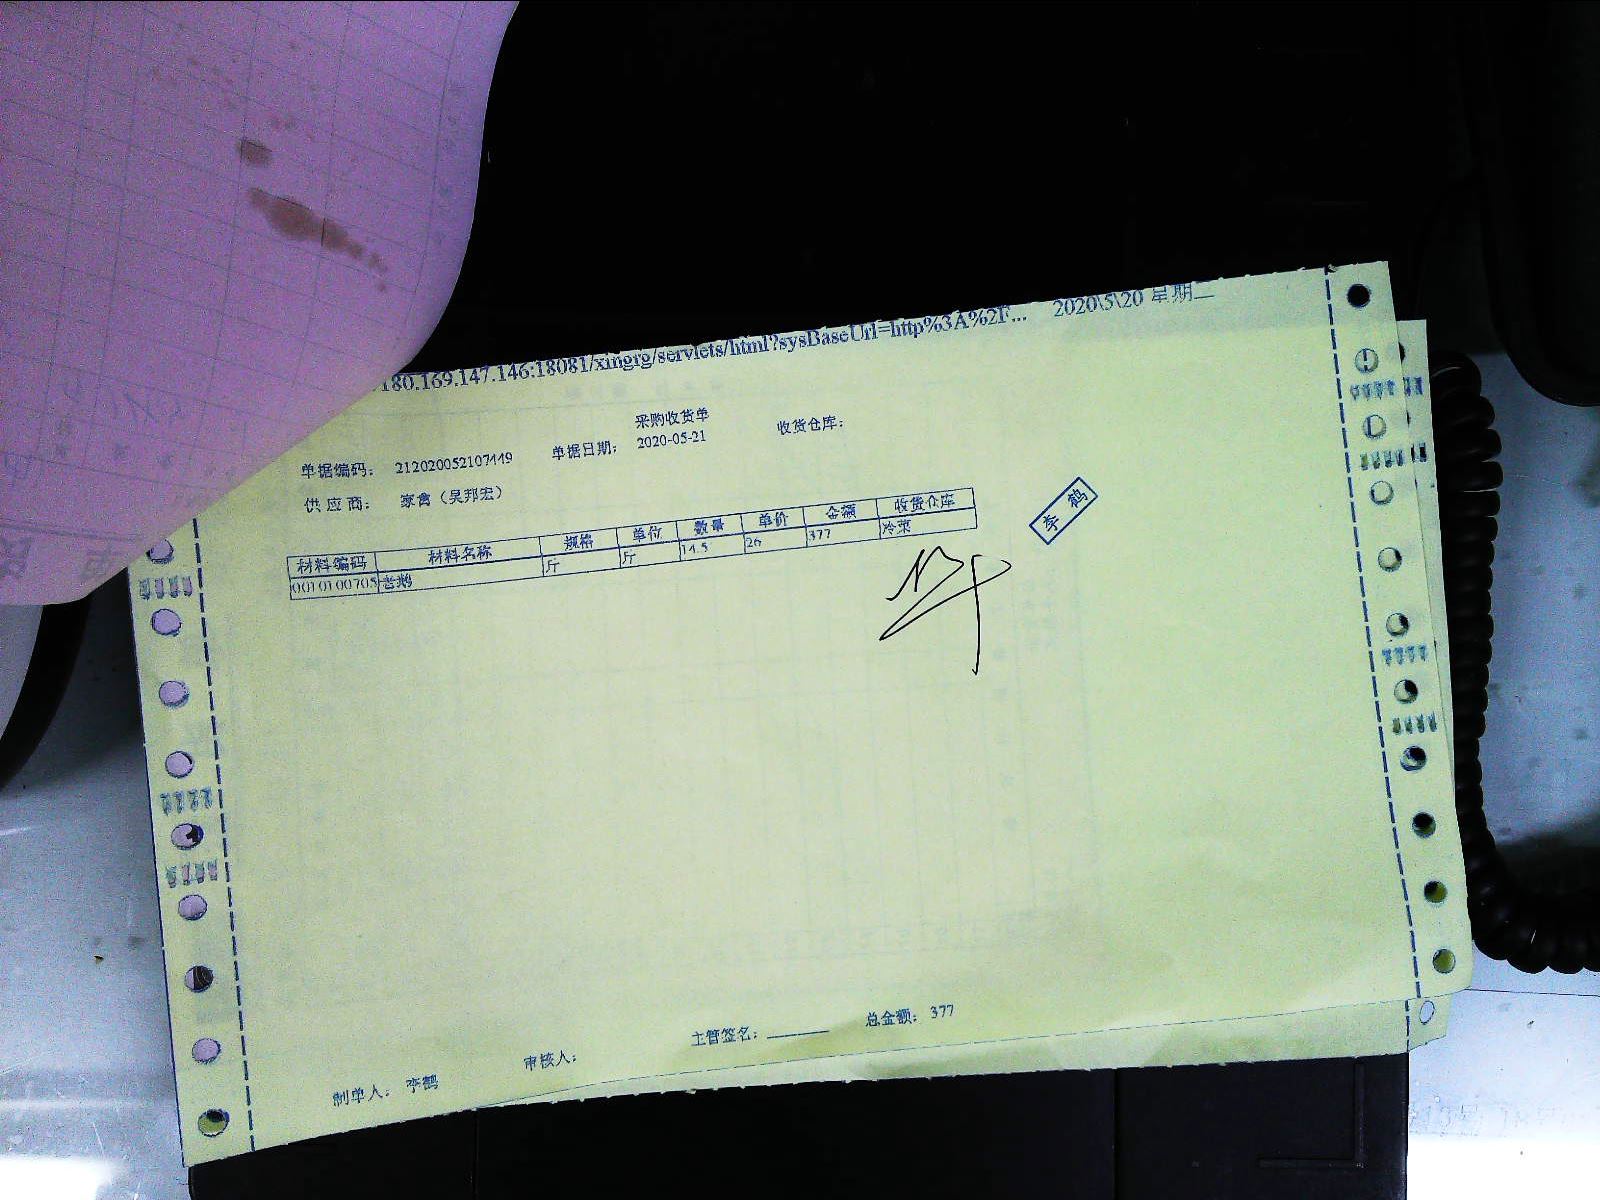 180.169.147.146:18081/xingrg/servlets/html?sysBaseUrl=http%3A%2F... 2020\5\20 星期二
采购收货单
单据编码： 212020052107449 单据日期： 2020-05-21 收货仓库：
供应商： 家禽（吴邦宏）
李鹤
材料编码 材料名称 规格 单位 数量 单价 金额 收货仓库
0010100705 老鹅 斤 斤 14.5 26 377 冷菜
制单人： 李鹤 审核人： 主管签名：______ 总金额：377